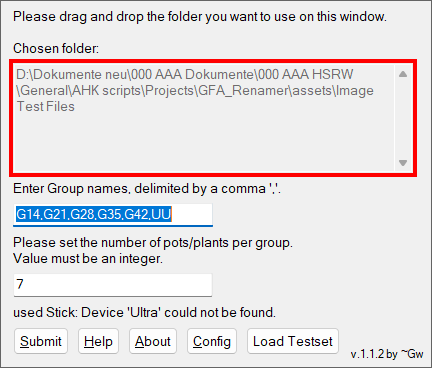 Please drag and drop the folder you want to use on this window.
Chosen folder:
D:\Dokumente neu\000 AAA Dokumente\000 AAA HSRW
\General\AHK scripts\Projects\GFA_Renamer\assets\Image
Test Files
Enter Group names, delimited by a comma ','.
G14,G21,G28,G35,G42,UU
Please set the number of pots/plants per group.
Value must be an integer.
7
used Stick: Device 'Ultra' could not be found.
Submit Help About Config Load Testset
v.1.1.2 by ~Gw